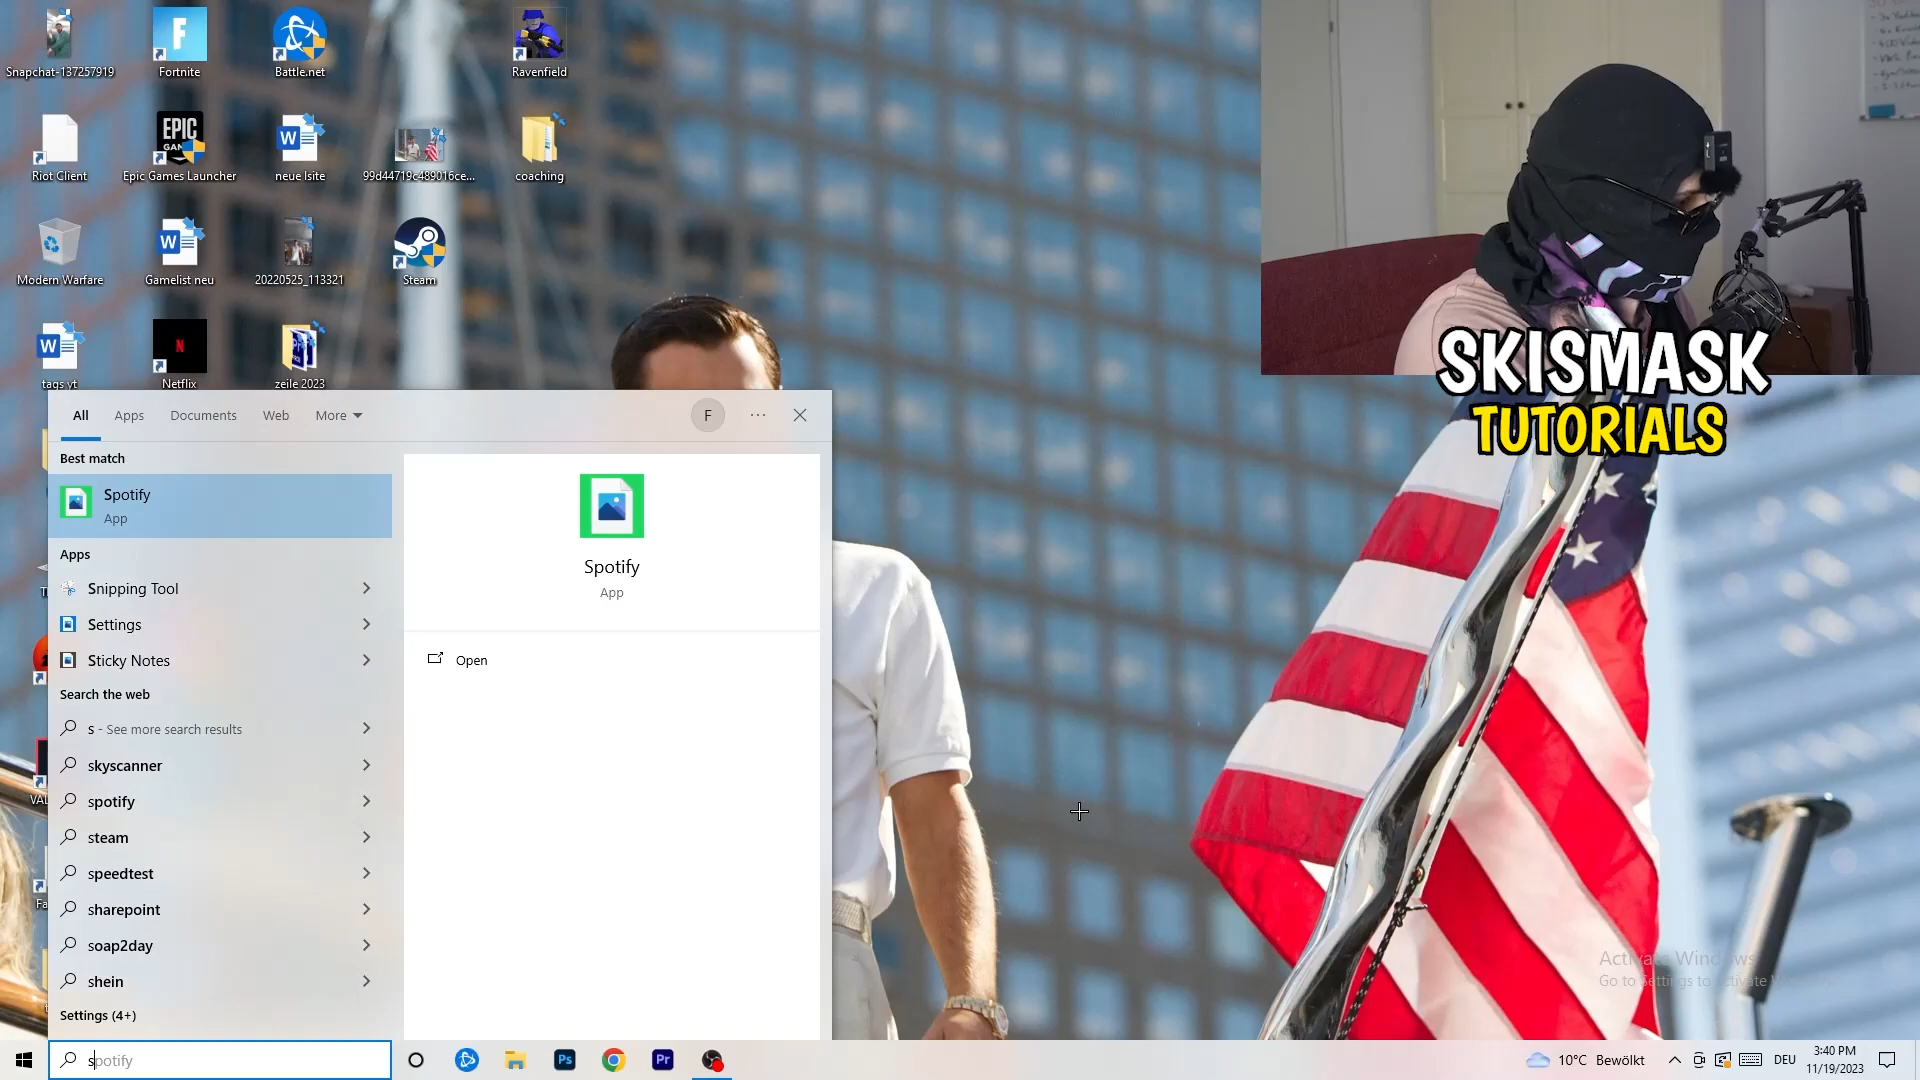 Snapchat-137257919
Fortnite
Battle.net
Ravenfield
Riot Client
EPIC
Epic Games Launcher
neue lsite
99d44719c489016ce...
coaching
Modern Warfare
Gamelist neu
20220525_113321
Steam
tags yt
Netflix
zeile 2023
SKISMASK
TUTORIALS
All
Apps
Documents
Web
More
F
Best match
Spotify
App
Apps
Snipping Tool
Settings
Sticky Notes
Search the web
s - See more search results
skyscanner
spotify
steam
speedtest
sharepoint
soap2day
shein
Settings (4+)
Spotify
App
Open
spotify
Ps
Pr
10°C Bewölkt
DEU
3:40 PM
11/19/2023